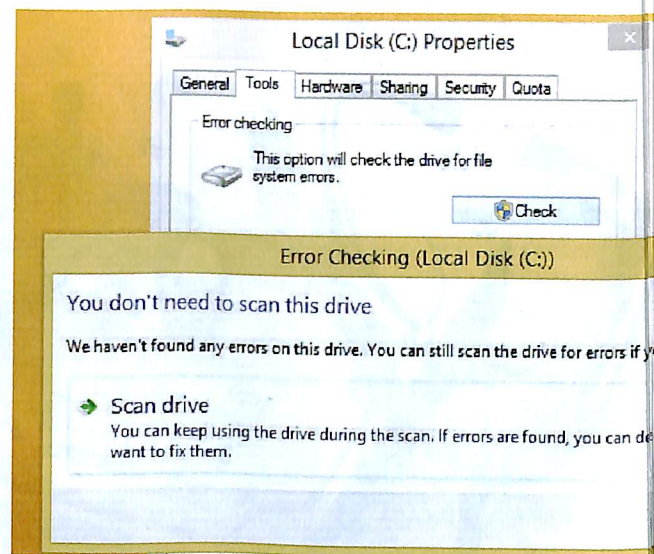 Local Disk (C:) Properties
General Tools Hardware Sharing Security Quota
Error checking
This option will check the drive for file
system errors.
Check
Error Checking (Local Disk (C:))
You don't need to scan this drive
We haven't found any errors on this drive. You can still scan the drive for errors if
Scan drive
You can keep using the drive during the scan. If errors are found, you can
want to fix them.